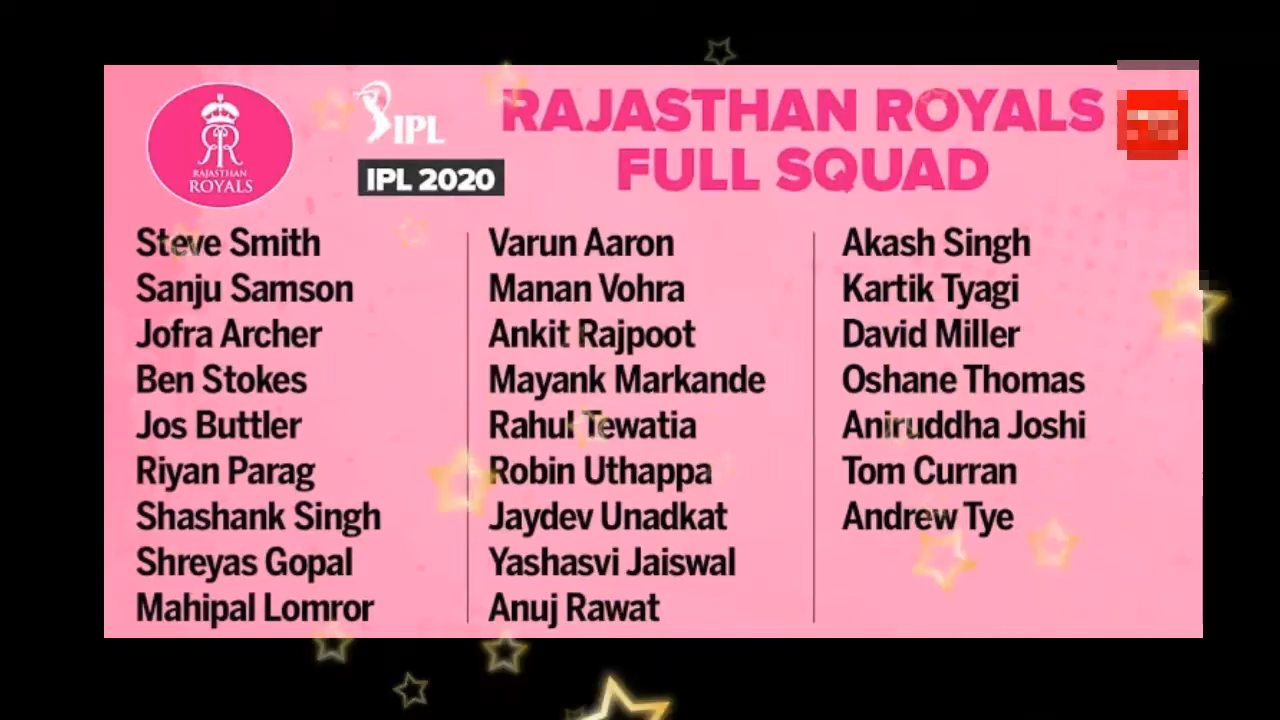 RAJASTHAN
ROYALS
IPL
IPL 2020
RAJASTHAN ROYALS
FULL SQUAD
Steve Smith
Sanju Samson
Jofra Archer
Ben Stokes
Jos Buttler
Riyan Parag
Shashank Singh
Shreyas Gopal
Mahipal Lomror
Varun Aaron
Manan Vohra
Ankit Rajpoot
Mayank Markande
Rahul Tewatia
Robin Uthappa
Jaydev Unadkat
Yashasvi Jaiswal
Anuj Rawat
Akash Singh
Kartik Tyagi
David Miller
Oshane Thomas
Aniruddha Joshi
Tom Curran
Andrew Tye